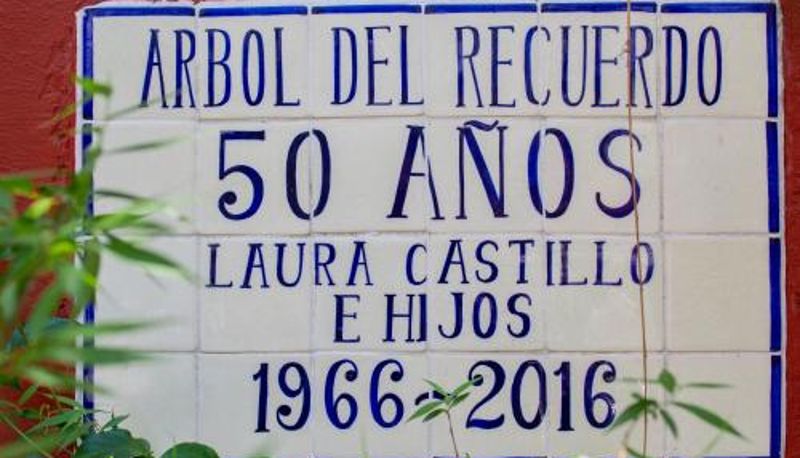 ARBOL DEL RECUERDO
50 AÑOS
LAURA CASTILLO
E HIJOS
1966-2016